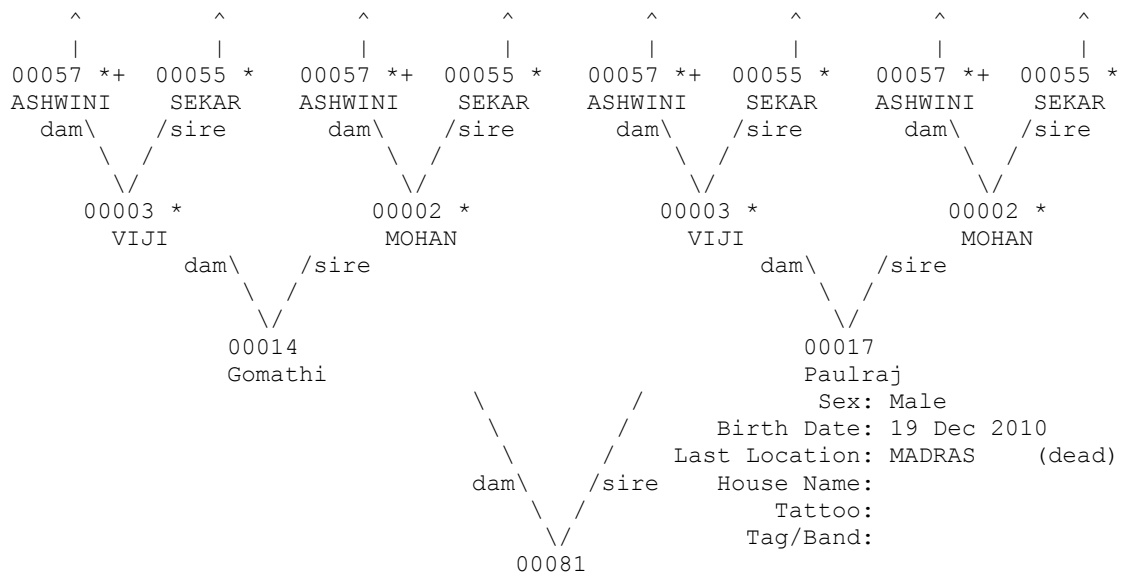 ^ ^ ^ ^ ^ ^ ^ ^
| | | | | | | |
00057 *+ 00055 * 00057 *+ 00055 * 00057 *+ 00055 * 00057 *+ 00055 *
ASHWINI SEKAR ASHWINI SEKAR ASHWINI SEKAR ASHWINI SEKAR
dam\ /sire dam\ /sire dam\ /sire dam\ /sire
\ / \ / \ / \ /
\/ \/ \/ \/
00003 * 00002 * 00003 * 00002 *
VIJI MOHAN VIJI MOHAN
dam\ /sire dam\ /sire
\ / \ /
\/ \/
00014 00017
Gomathi Paulraj
\ / Sex: Male
\ / Birth Date: 19 Dec 2010
\ / Last Location: MADRAS (dead)
dam\ /sire House Name:
\ / Tattoo:
\/ Tag/Band:
00081